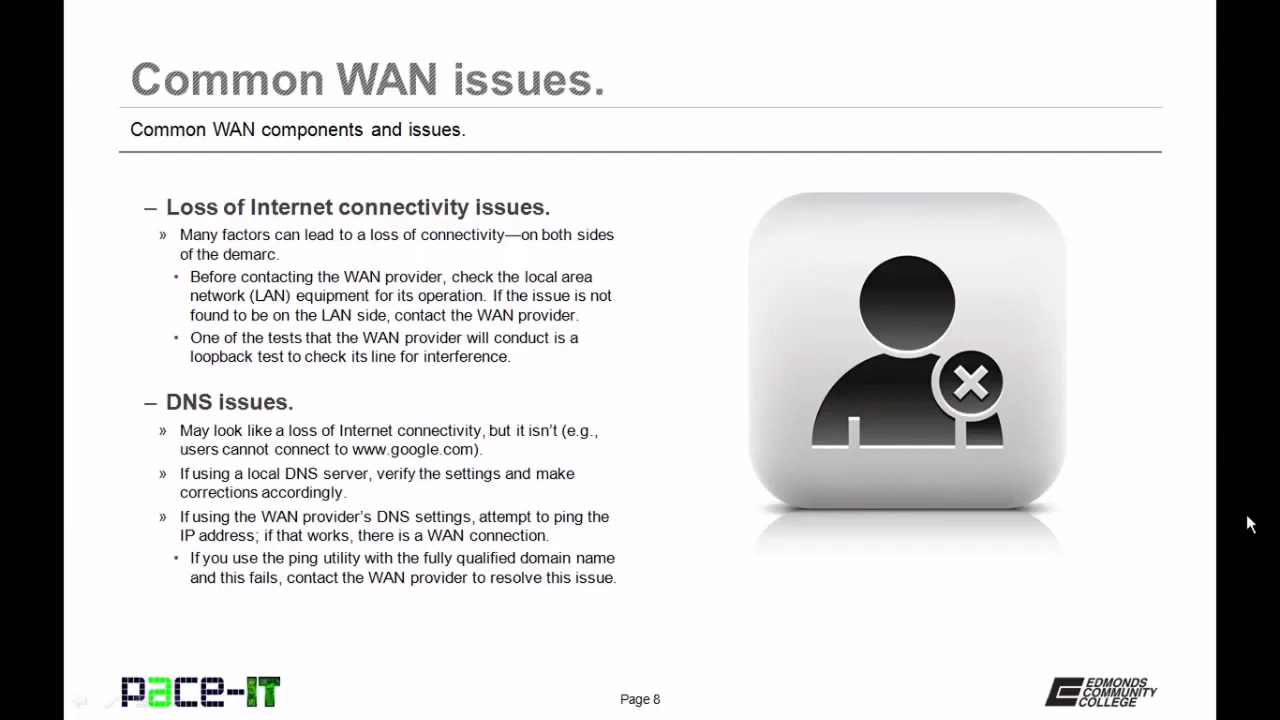 Common WAN issues.
Common WAN components and issues.
– Loss of Internet connectivity issues.
» Many factors can lead to a loss of connectivity—on both sides
of the demarc.
• Before contacting the WAN provider, check the local area
network (LAN) equipment for its operation. If the issue is not
found to be on the LAN side, contact the WAN provider.
• One of the tests that the WAN provider will conduct is a
loopback test to check its line for interference.
– DNS issues.
» May look like a loss of Internet connectivity, but it isn’t (e.g.,
users cannot connect to www.google.com).
» If using a local DNS server, verify the settings and make
corrections accordingly.
» If using the WAN provider’s DNS settings, attempt to ping the
IP address; if that works, there is a WAN connection.
• If you use the ping utility with the fully qualified domain name
and this fails, contact the WAN provider to resolve this issue.
pace-IT
Page 8
EDMONDS
COMMUNITY
COLLEGE